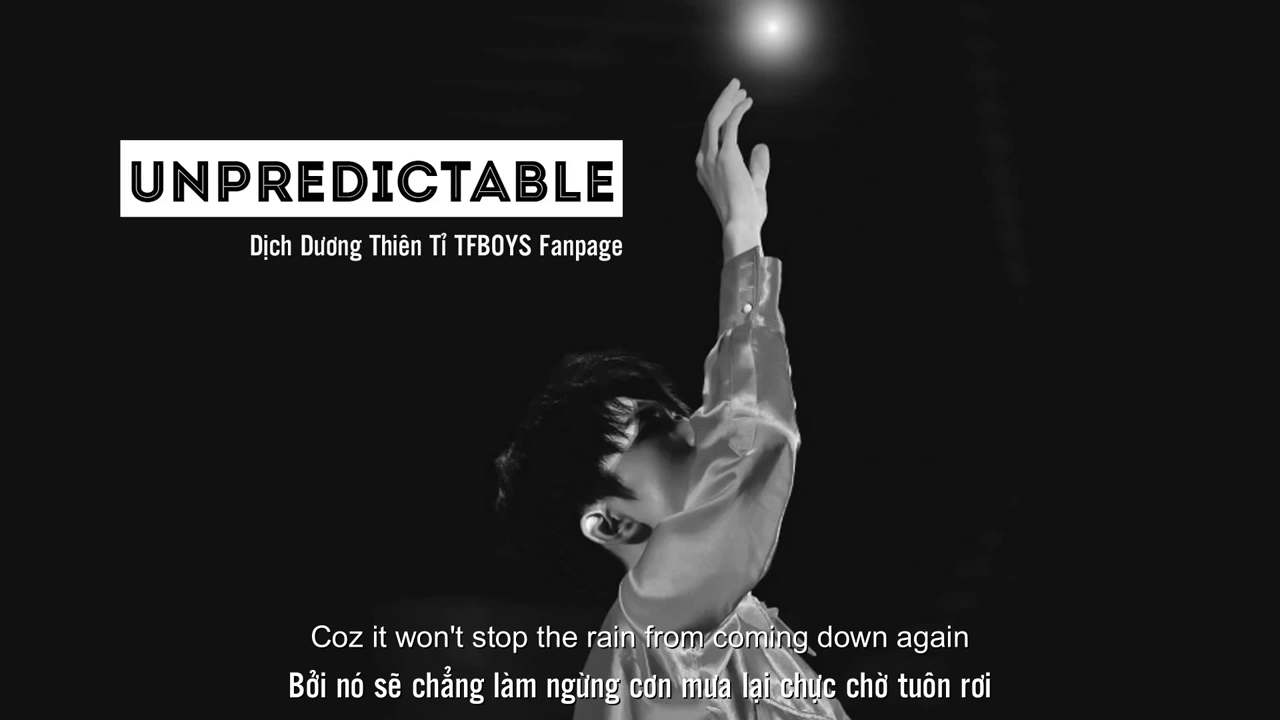 UNPREDICTABLE
Dịch Dương Thiên Tỉ TFBOYS Fanpage
Coz it won't stop the rain from coming down again
Bởi nó sẽ chẳng làm ngừng cơn mưa lại chực chờ tuôn rơi